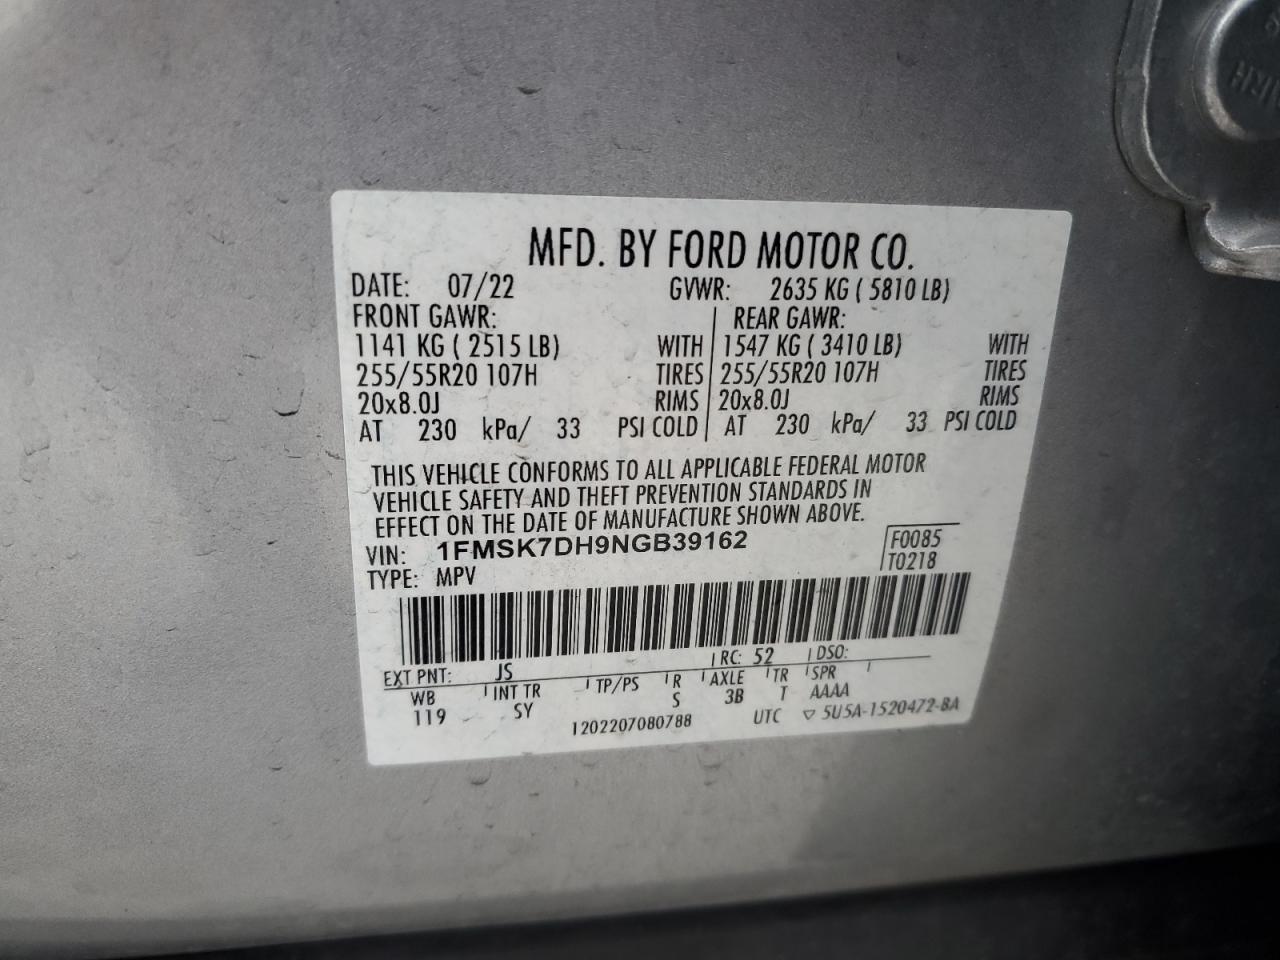 MFD. BY FORD MOTOR CO.
DATE: 07/22 GVWR: 2635 KG ( 5810 LB)
FRONT GAWR: REAR GAWR:
1141 KG ( 2515 LB) WITH 1547 KG ( 3410 LB) WITH
255/55R20 107H TIRES 255/55R20 107H TIRES
20x8.0J RIMS 20x8.0J RIMS
AT 230 kPa/ 33 PSI COLD AT 230 kPa/ 33 PSI COLD
THIS VEHICLE CONFORMS TO ALL APPLICABLE FEDERAL MOTOR
VEHICLE SAFETY AND THEFT PREVENTION STANDARDS IN
EFFECT ON THE DATE OF MANUFACTURE SHOWN ABOVE.
VIN: 1FMSK7DH9NGB39162 F0085
TYPE: MPV T0218
EXT PNT: JS RC: 52 DSO:
WB INT TR TP/PS R AXLE TR SPR
119 SY S 3B T AAAA
1202207080788 UTC ▽ 5U5A-1520472-BA